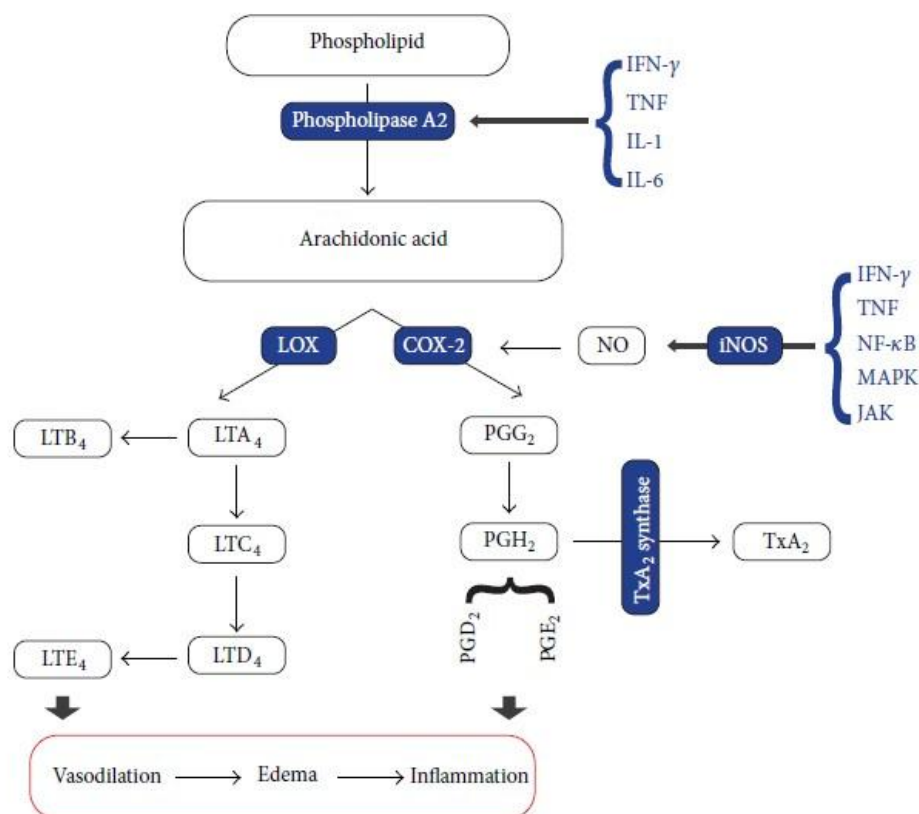 Phospholipid
Phospholipase A2
IFN-γ
TNF
IL-1
IL-6
Arachidonic acid
LOX
COX-2
NO
iNOS
IFN-γ
TNF
NF-κB
MAPK
JAK
LTB₄
LTA₄
PGG₂
LTC₄
PGH₂
TxA₂ synthase
TxA₂
PGD₂
PGE₂
LTE₄
LTD₄
Vasodilation
Edema
Inflammation